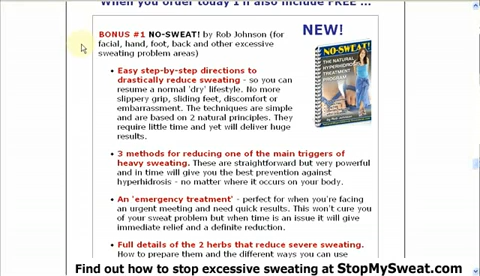 When you order today I'll also include FREE ...
BONUS #1 NO-SWEAT! by Rob Johnson (for
facial, hand, foot, back and other excessive
sweating problem areas)
NEW!
NO-SWEAT!
THE NATURAL
HYPERHIDROSIS
TREATMENT
PROGRAM
• Easy step-by-step directions to
drastically reduce sweating - so you can
resume a normal 'dry' lifestyle. No more
slippery grip, sliding feet, discomfort or
embarrassment. The techniques are simple
and are based on 2 natural principles. They
require little time and yet will deliver huge
results.
• 3 methods for reducing one of the main triggers of
heavy sweating. These are straightforward but very powerful
and in time will give you the best prevention against
hyperhidrosis - no matter where it occurs on your body.
• An 'emergency treatment' - perfect for when you're facing
an urgent meeting and need quick results. This won't cure you
of your sweat problem but when time is an issue it will give
immediate relief and a definite reduction.
• Full details of the 2 herbs that reduce severe sweating.
How to prepare them and the different ways you can use
Find out how to stop excessive sweating at StopMySweat.com